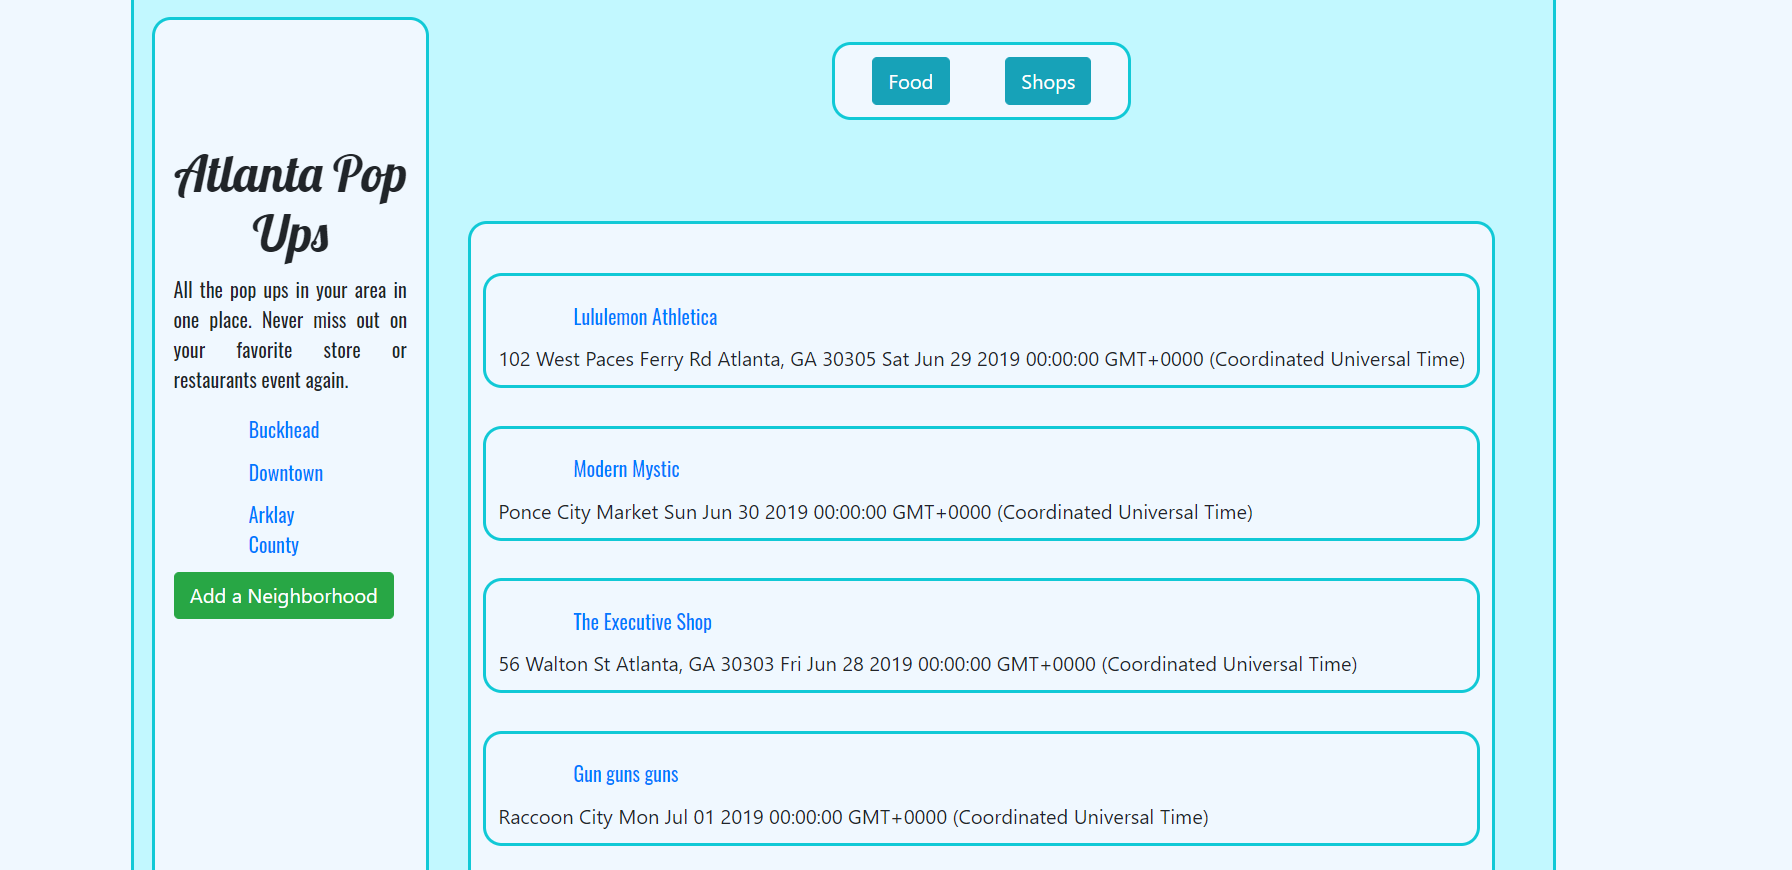 Atlanta Pop
Ups
All the pop ups in your area in
one place. Never miss out on
your favorite store or
restaurants event again.
Buckhead
Downtown
Arklay
County
Add a Neighborhood
Food Shops
Lululemon Athletica
102 West Paces Ferry Rd Atlanta, GA 30305 Sat Jun 29 2019 00:00:00 GMT+0000 (Coordinated Universal Time)
Modern Mystic
Ponce City Market Sun Jun 30 2019 00:00:00 GMT+0000 (Coordinated Universal Time)
The Executive Shop
56 Walton St Atlanta, GA 30303 Fri Jun 28 2019 00:00:00 GMT+0000 (Coordinated Universal Time)
Gun guns guns
Raccoon City Mon Jul 01 2019 00:00:00 GMT+0000 (Coordinated Universal Time)